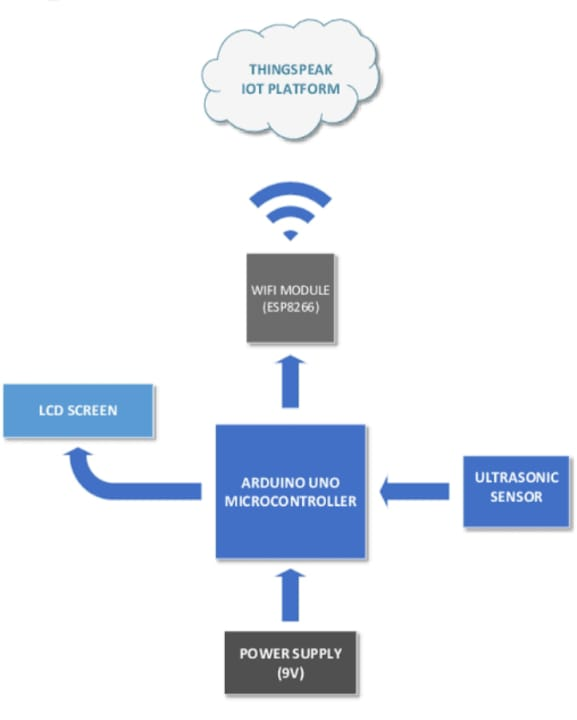 THINGSPEAK
IOT PLATFORM
WIFI MODULE
(ESP8266)
LCD SCREEN
ARDUINO UNO
MICROCONTROLLER
ULTRASONIC
SENSOR
POWER SUPPLY
(9V)